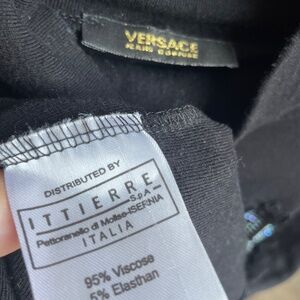 VERSACE
JEANS COUTURE
DISTRIBUTED BY
ITTIERRE
S.p.A
Pettoranello di Molise-ISERNIA
ITALIA
95% Viscose
5% Elasthan